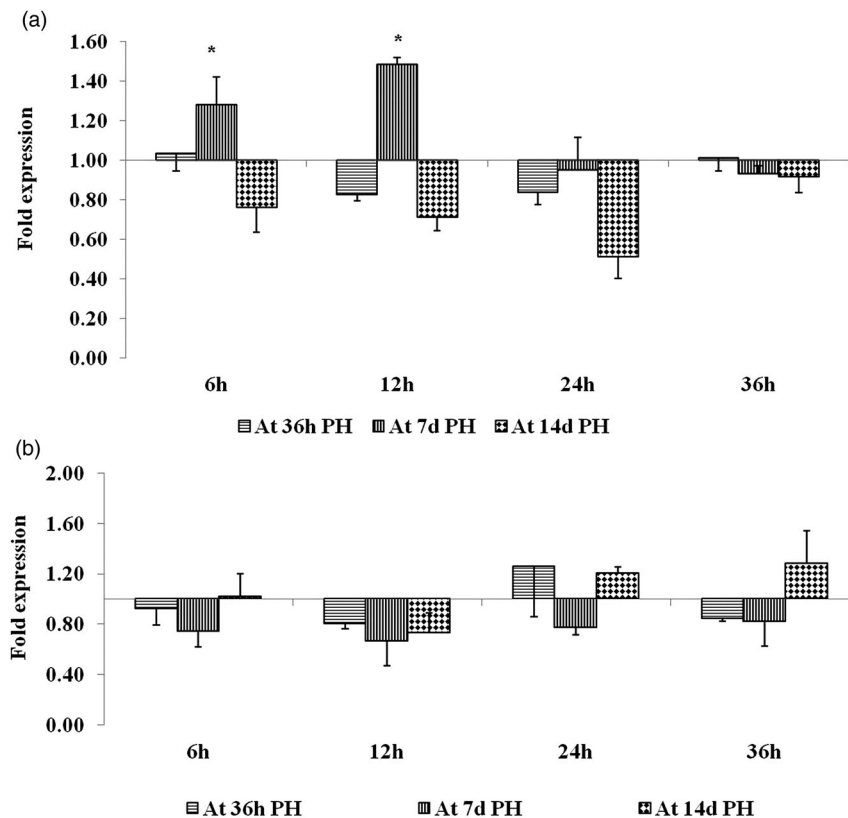 (a)
* *
1.60
1.40
1.20
1.00
0.80
0.60
0.40
0.20
0.00
Fold expression
6h 12h 24h 36h
At 36h PH At 7d PH At 14d PH
(b)
2.00
1.60
1.20
0.80
0.40
0.00
Fold expression
6h 12h 24h 36h
At 36h PH At 7d PH At 14d PH